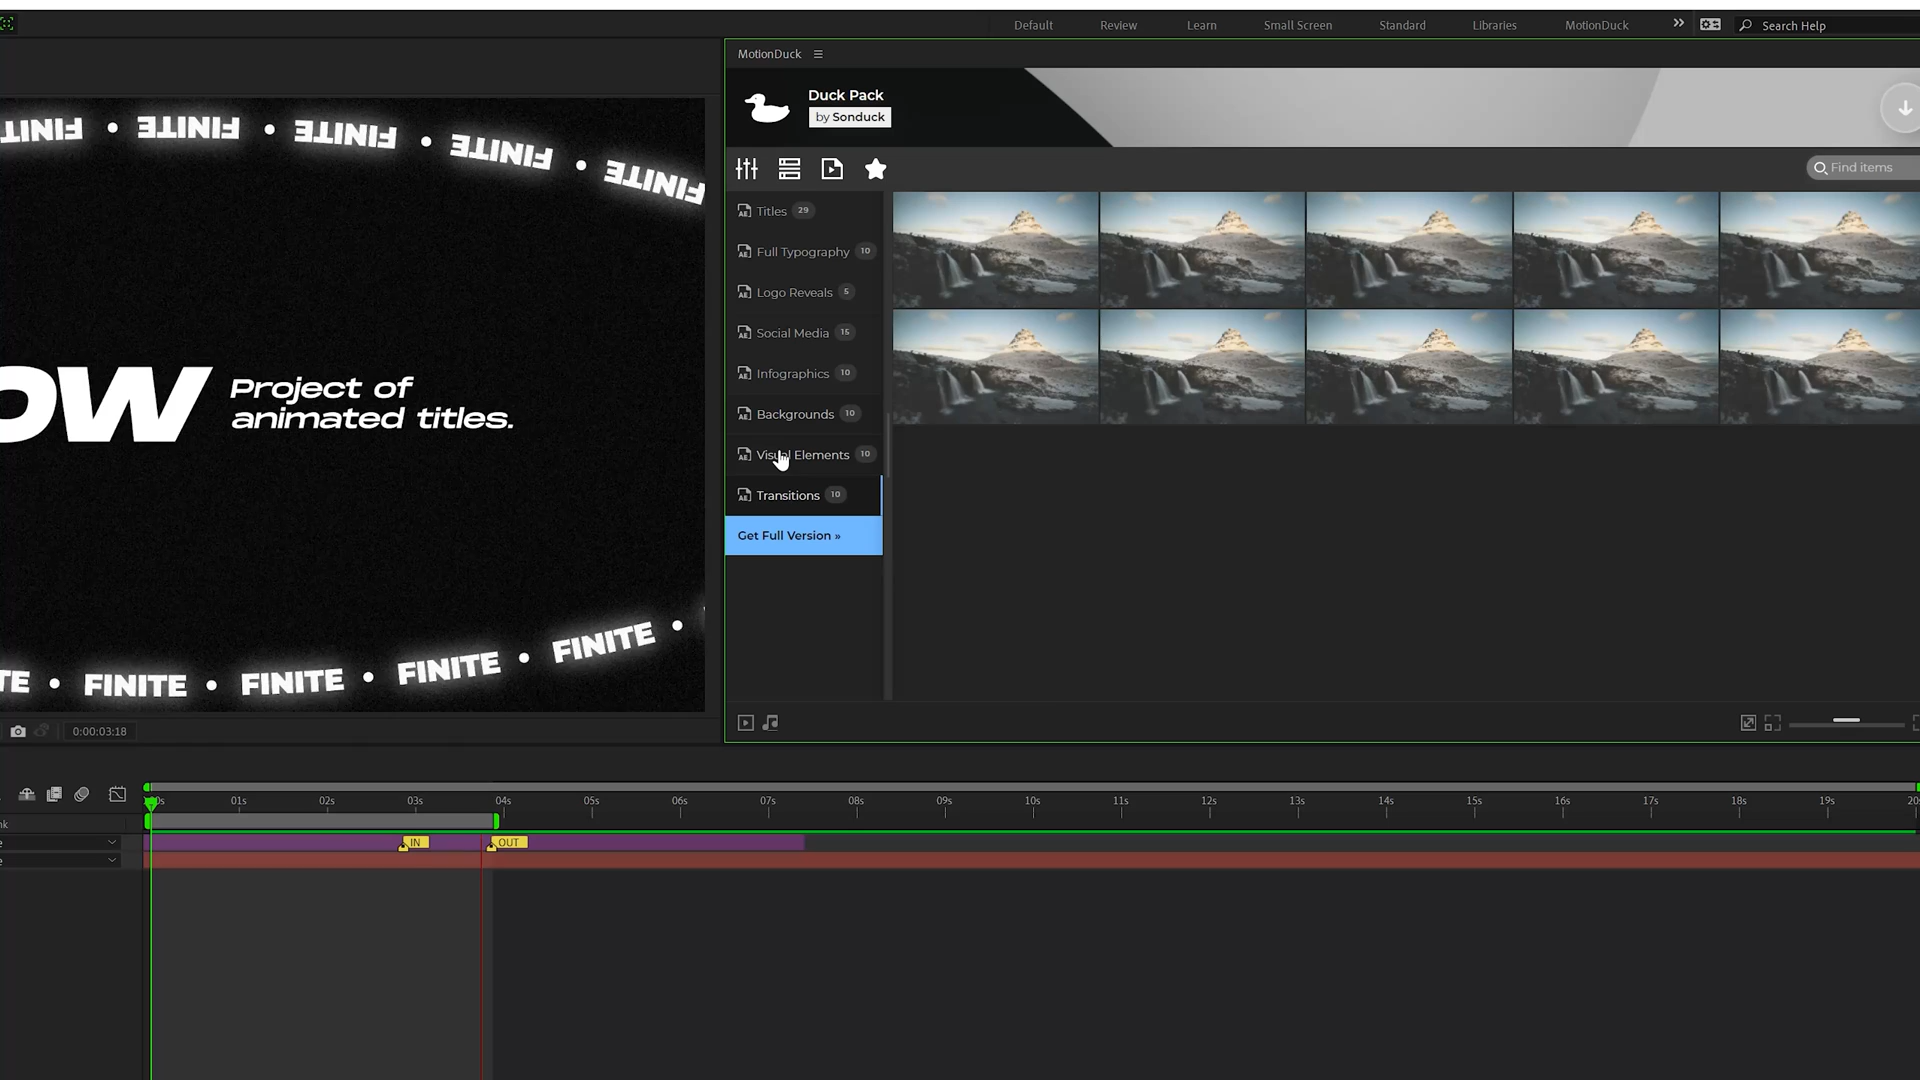 Default Review Learn Small Screen Standard Libraries MotionDuck Search Help
MotionDuck
Duck Pack
by Sonduck
Find items
Titles 29
Full Typography 10
Logo Reveals 5
Social Media 15
Infographics 10
Backgrounds 10
Visual Elements 10
Transitions 10
Get Full Version »
FINITE • FINITE • FINITE • FINITE • FINITE
OW
Project of
animated titles.
TE • FINITE • FINITE • FINITE • FINITE •
0:00:03:18
01s 02s 03s 04s 05s 06s 07s 08s 09s 10s 11s 12s 13s 14s 15s 16s 17s 18s 19s 20
nk
IN OUT